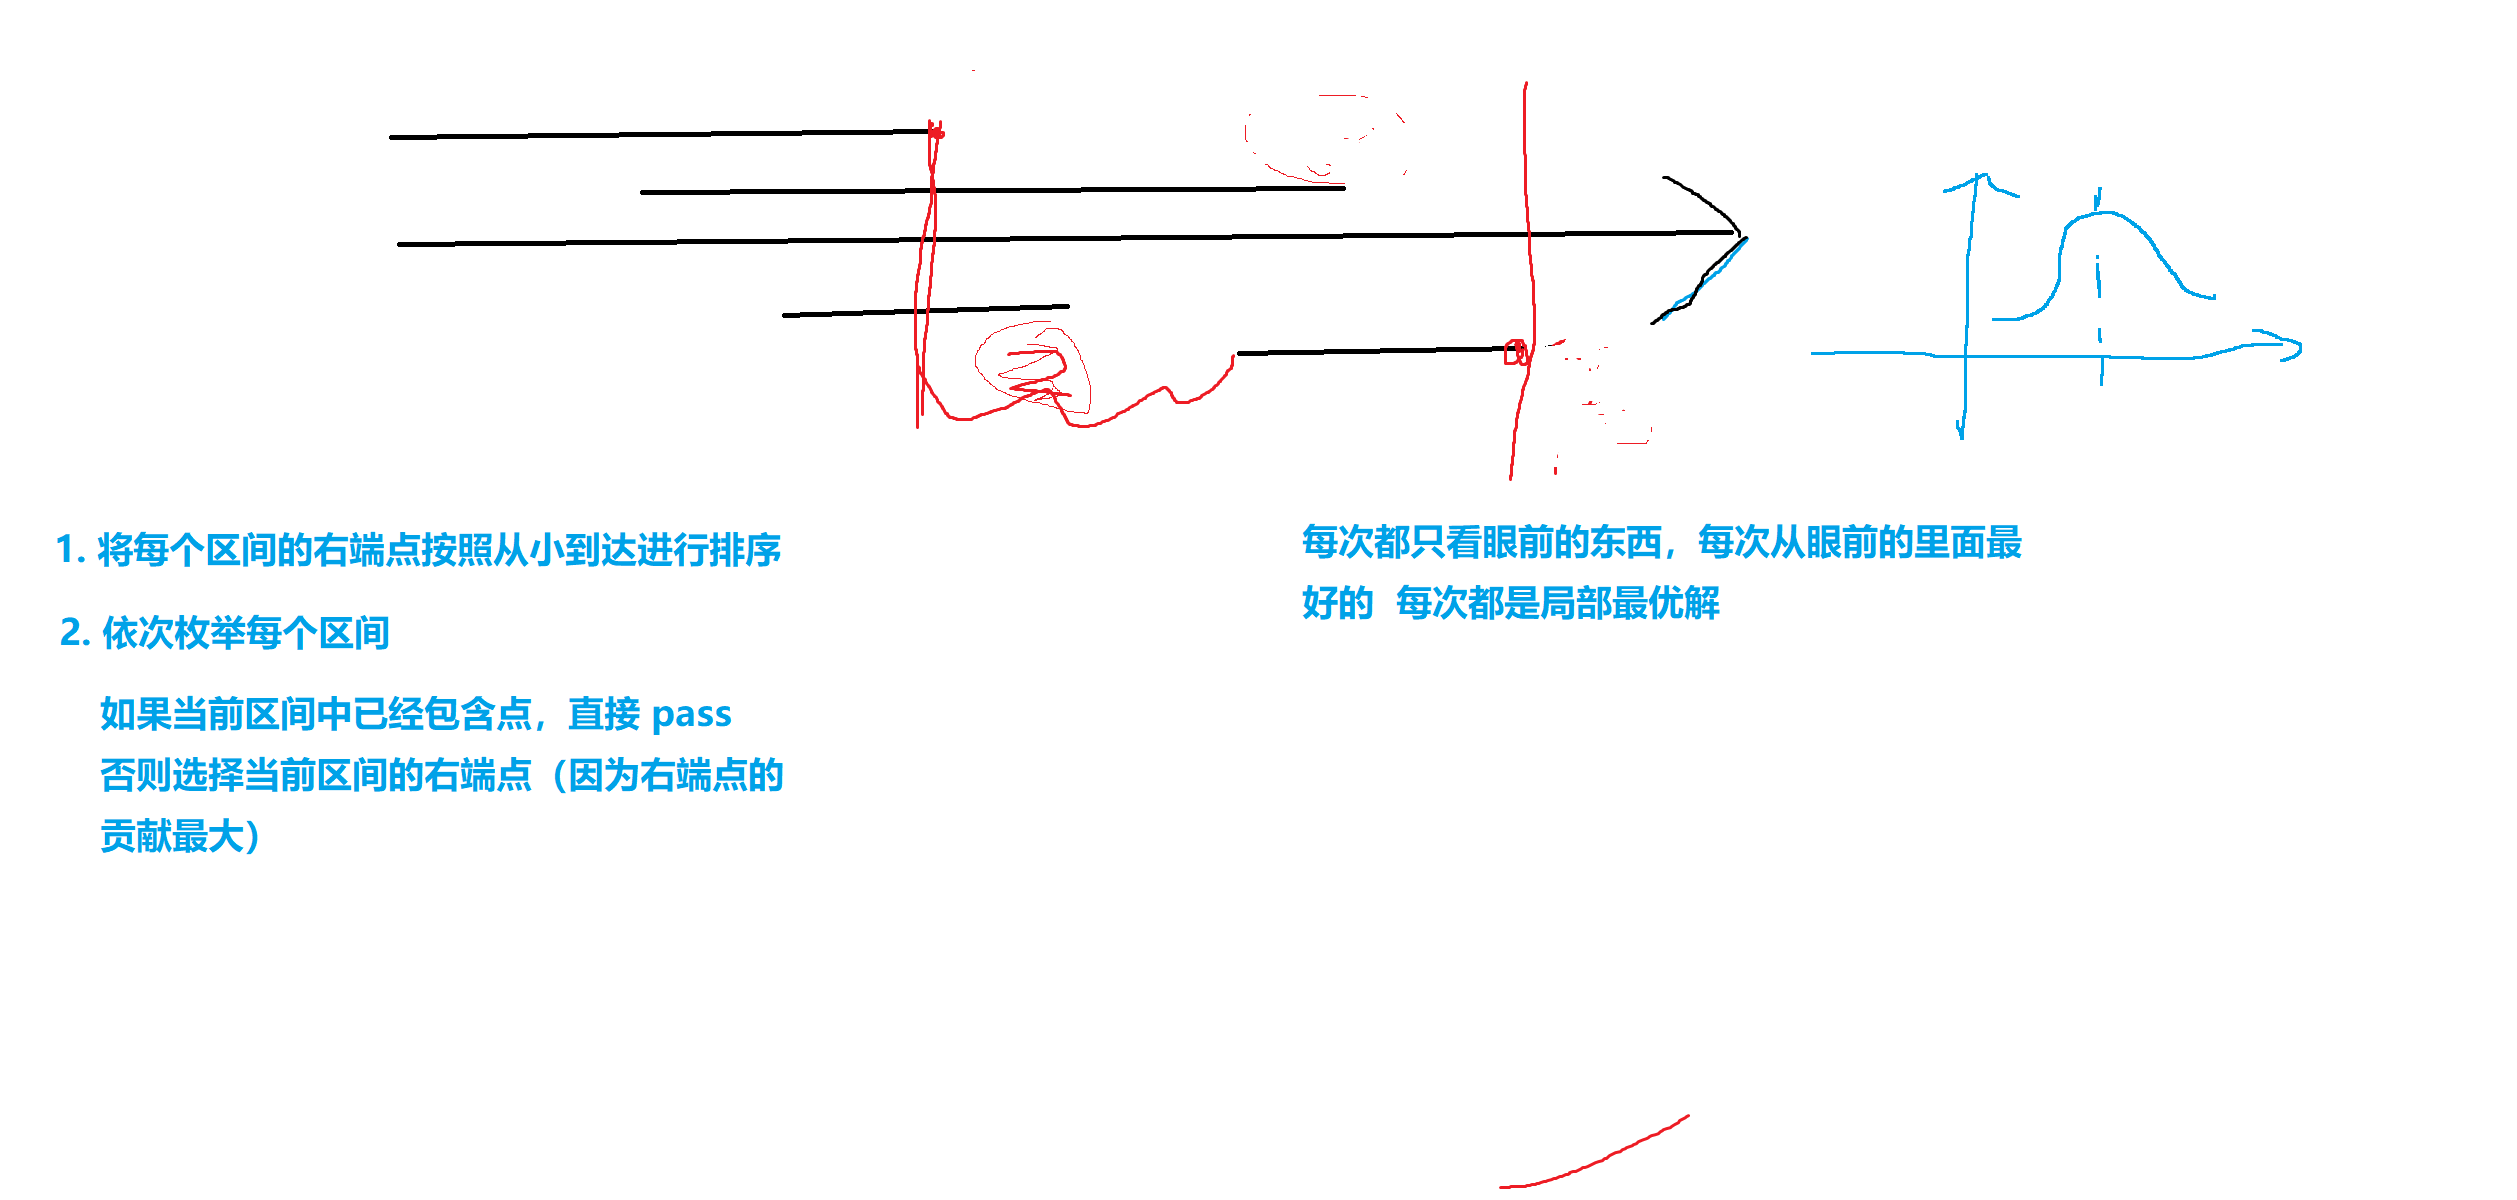 1. 将每个区间的右端点按照从小到达进行排序
2. 依次枚举每个区间
如果当前区间中已经包含点，直接 pass
否则选择当前区间的右端点（因为右端点的
贡献最大）
每次都只看眼前的东西，每次从眼前的里面最
好的 每次都是局部最优解